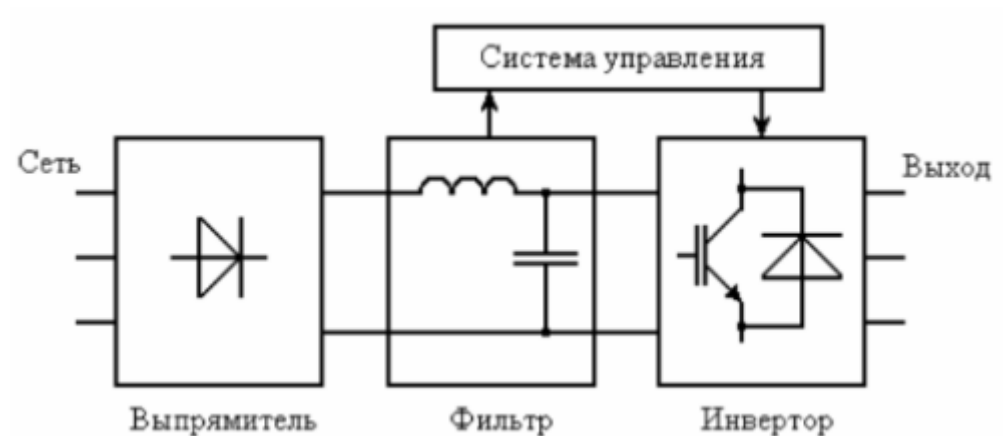 Система управления
Сеть
Выход
Выпрямитель
Фильтр
Инвертор